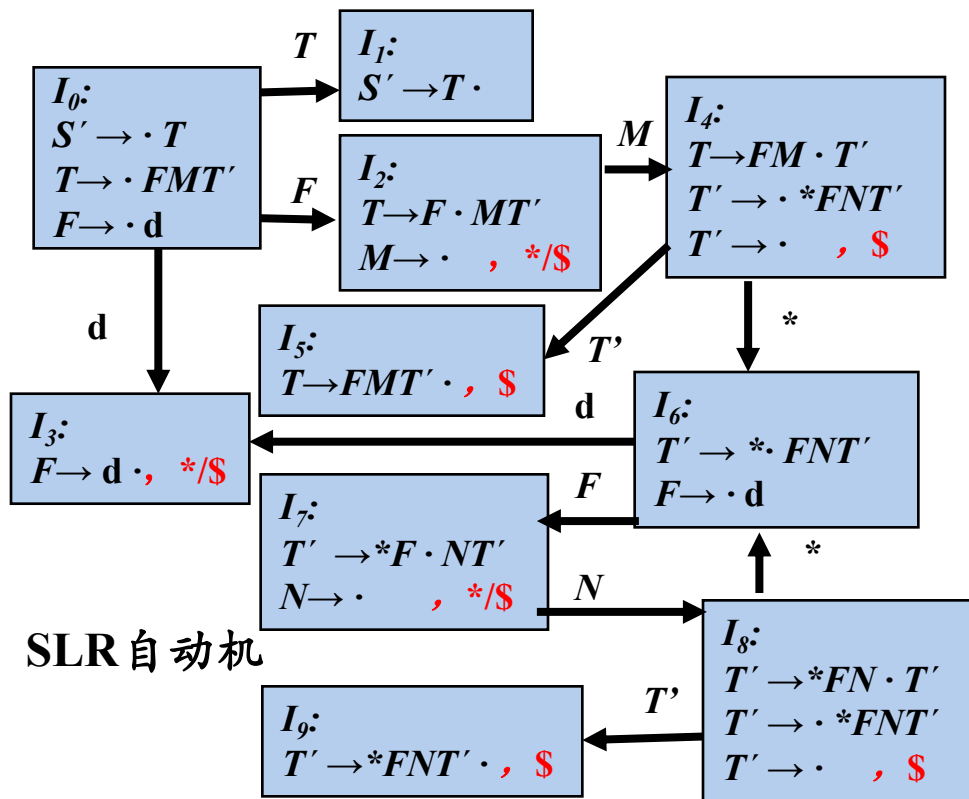 T
I₁:
S′ → T ·
I₀:
S′ → · T
T → · FMT′
F → · d
F
I₂:
T → F · MT′
M → · , */$
M
I₄:
T → FM · T′
T′ → · *FNT′
T′ → · , $
d
I₅:
T → FMT′ · , $
T’
*
d
I₃:
F → d · , */$
I₆:
T′ → *· FNT′
F → · d
F
I₇:
T′ → *F · NT′
N → · , */$
*
N
SLR自动机
I₈:
T′ → *FN · T′
T′ → · *FNT′
T′ → · , $
T’
I₉:
T′ → *FNT′ · , $